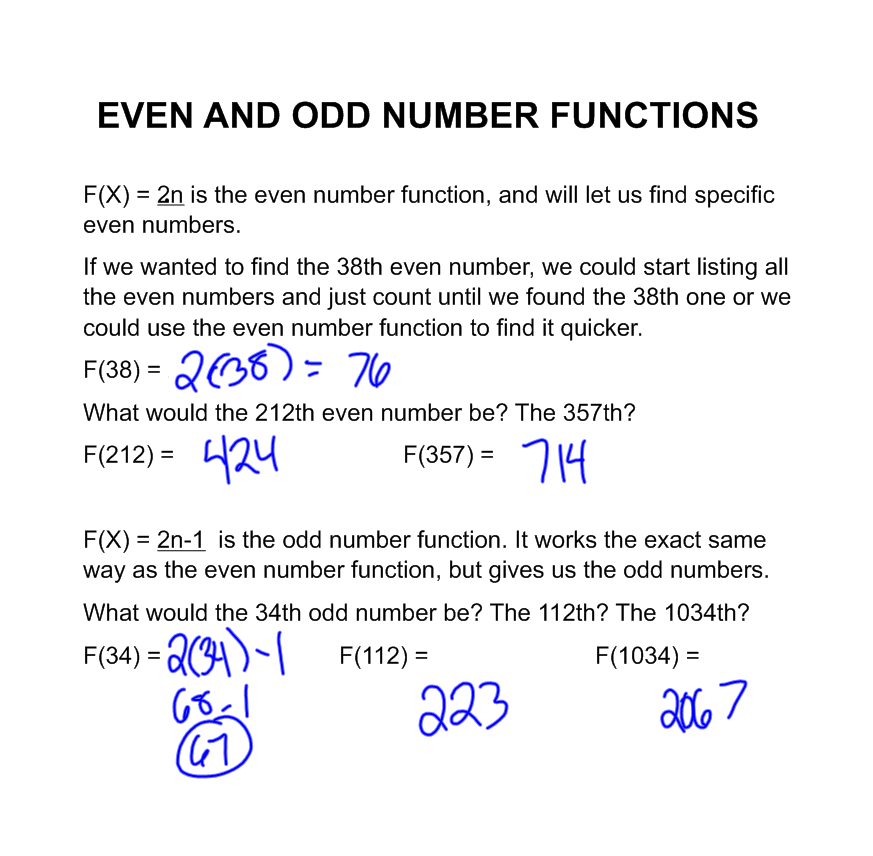 EVEN AND ODD NUMBER FUNCTIONS
F(X) = 2n is the even number function, and will let us find specific
even numbers.
If we wanted to find the 38th even number, we could start listing all
the even numbers and just count until we found the 38th one or we
could use the even number function to find it quicker.
F(38) = 2(38) = 76
What would the 212th even number be? The 357th?
F(212) = 424 F(357) = 714
F(X) = 2n-1 is the odd number function. It works the exact same
way as the even number function, but gives us the odd numbers.
What would the 34th odd number be? The 112th? The 1034th?
F(34) = 2(34) - 1 F(112) = F(1034) =
68 - 1 223 2067
67